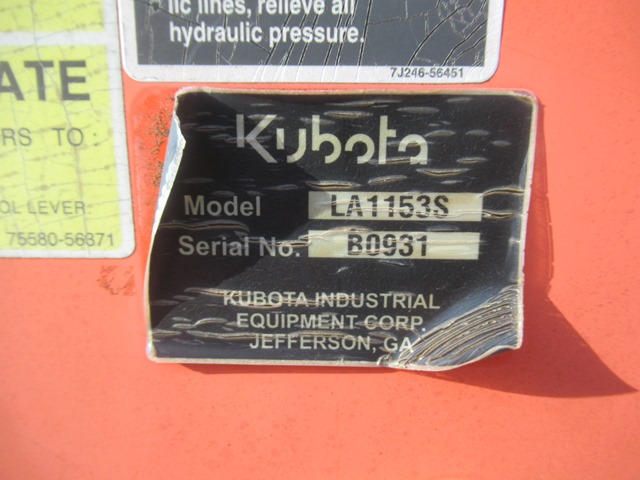 lic lines, relieve all
hydraulic pressure.
7J246-56451
ATE
RS TO
OL LEVER
75580-56371
Kubota
Model LA1153S
Serial No. B0931
KUBOTA INDUSTRIAL
EQUIPMENT CORP.
JEFFERSON, GA